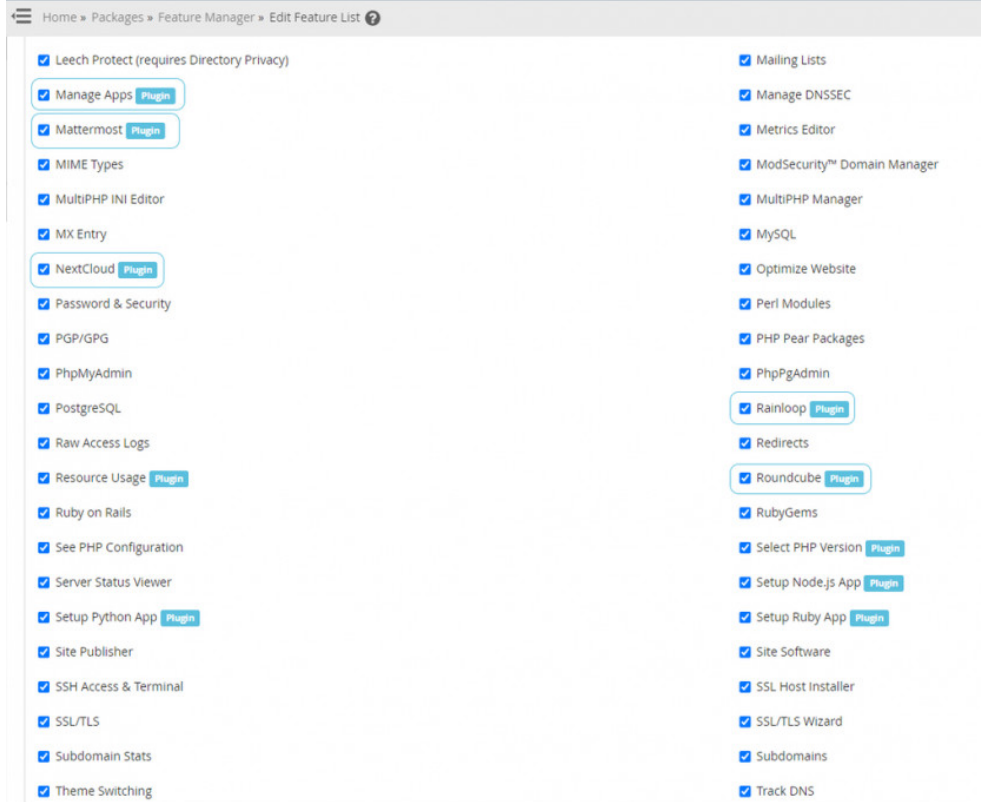 Home » Packages » Feature Manager » Edit Feature List ?
Leech Protect (requires Directory Privacy)
Mailing Lists
Manage Apps Plugin
Manage DNSSEC
Mattermost Plugin
Metrics Editor
MIME Types
ModSecurity™ Domain Manager
MultiPHP INI Editor
MultiPHP Manager
MX Entry
MySQL
NextCloud Plugin
Optimize Website
Password & Security
Perl Modules
PGP/GPG
PHP Pear Packages
PhpMyAdmin
PhpPgAdmin
PostgreSQL
Rainloop Plugin
Raw Access Logs
Redirects
Resource Usage Plugin
Roundcube Plugin
Ruby on Rails
RubyGems
See PHP Configuration
Select PHP Version Plugin
Server Status Viewer
Setup Node.js App Plugin
Setup Python App Plugin
Setup Ruby App Plugin
Site Publisher
Site Software
SSH Access & Terminal
SSL Host Installer
SSL/TLS
SSL/TLS Wizard
Subdomain Stats
Subdomains
Theme Switching
Track DNS